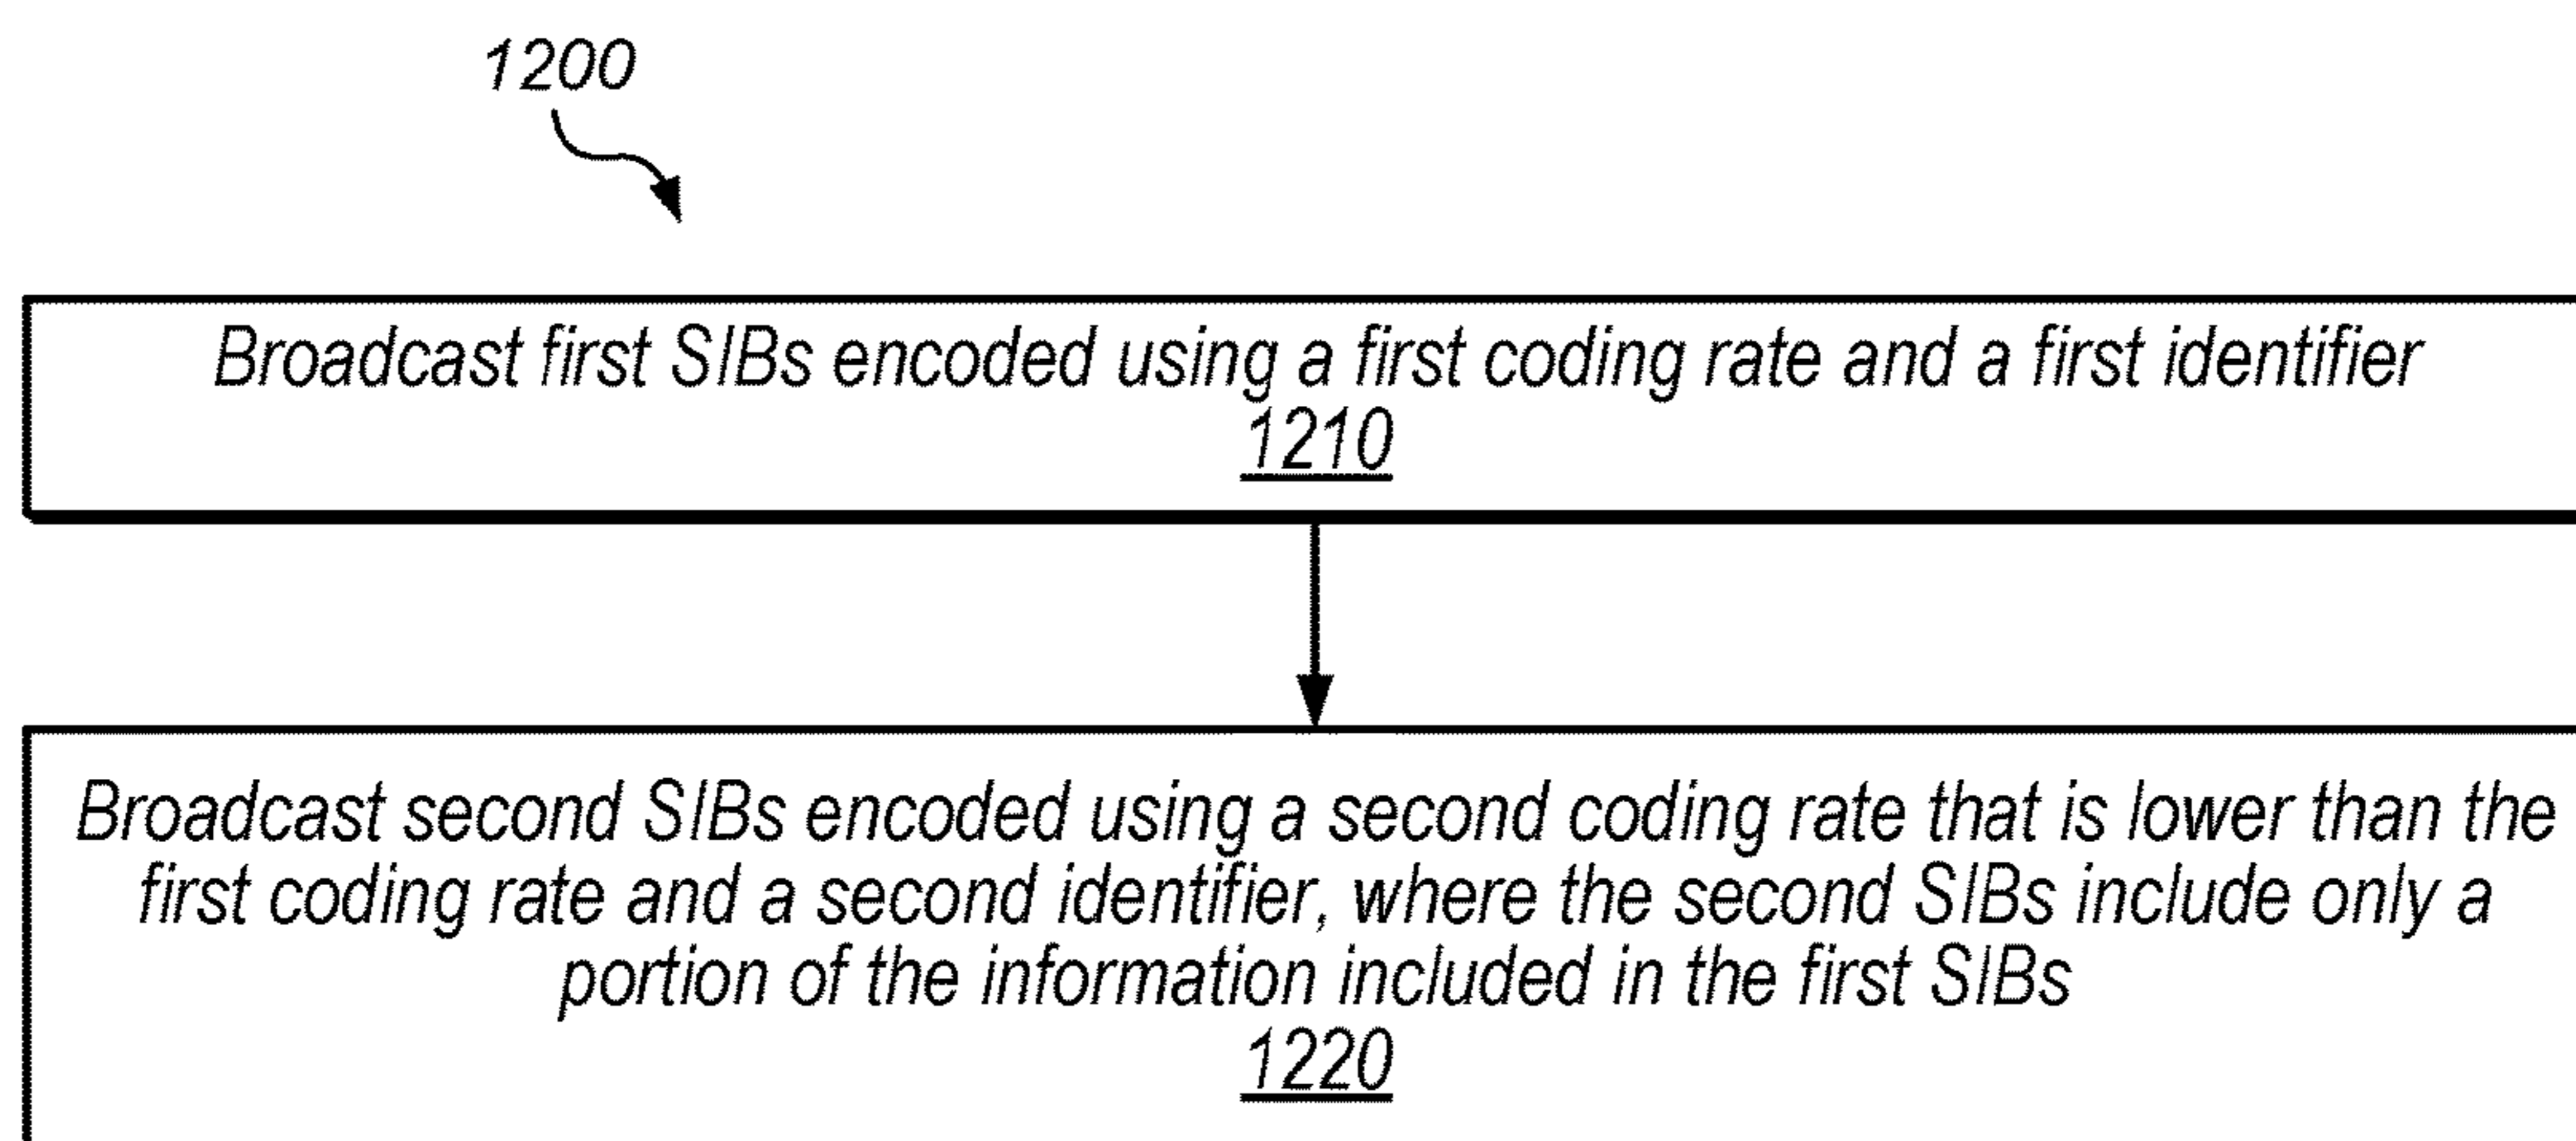 1200
Broadcast first SIBs encoded using a first coding rate and a first identifier
1210
Broadcast second SIBs encoded using a second coding rate that is lower than the
first coding rate and a second identifier, where the second SIBs include only a
portion of the information included in the first SIBs
1220